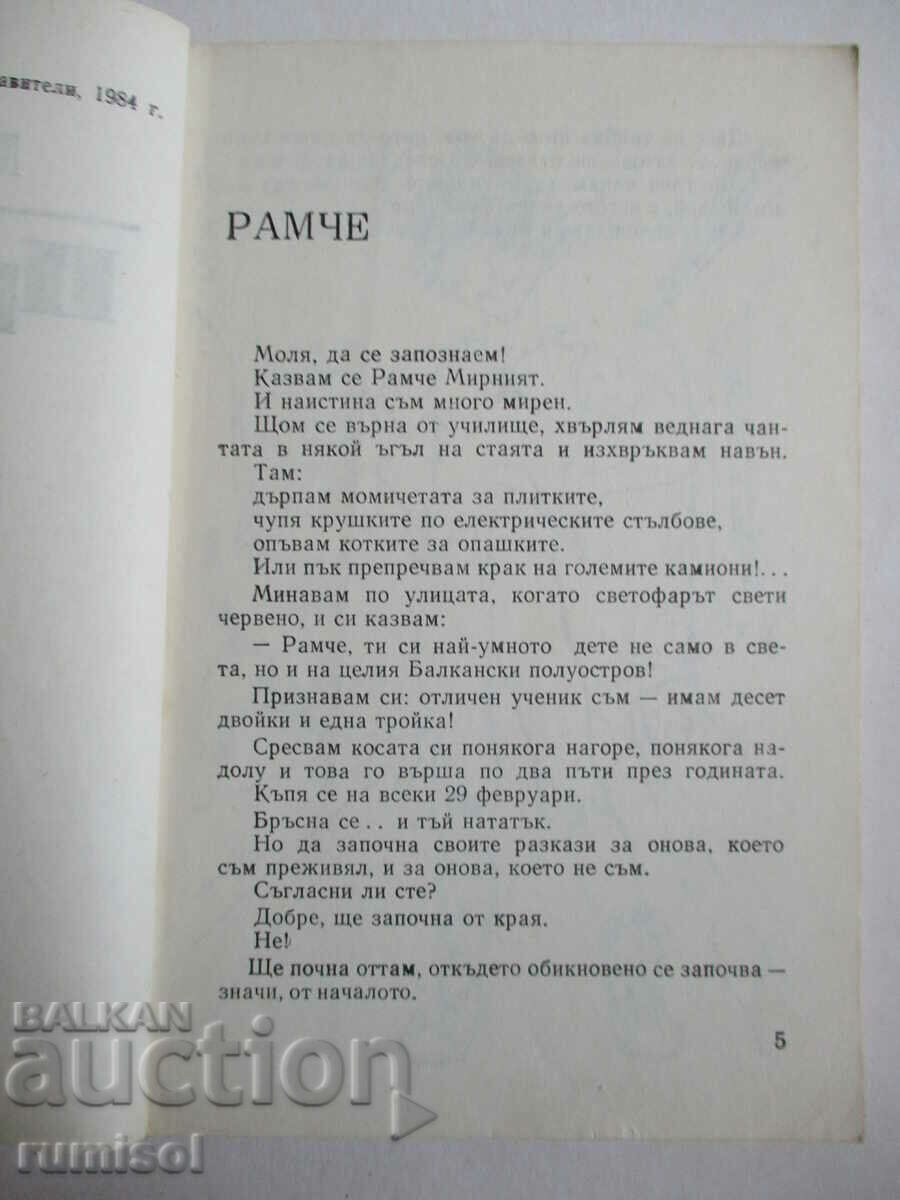 авители, 1984 г.
РАМЧЕ
Моля, да се запознаем!
Казвам се Рамче Мирният.
И наистина съм много мирен.
Щом се върна от училище, хвърлям веднага чан-
тата в някой ъгъл на стаята и изхвръквам навън.
Там:
дърпам момичетата за плитките,
чупя крушките по електрическите стълбове,
опъвам котките за опашките.
Или пък препречвам крак на големите камиони!...
Минавам по улицата, когато светофарът свети
червено, и си казвам:
— Рамче, ти си най-умното дете не само в све-
та, но и на целия Балкански полуостров!
Признавам си: отличен ученик съм — имам десет
двойки и една тройка!
Сресвам косата си понякога нагоре, понякога на-
долу и това го върша по два пъти през годината.
Къпя се на всеки 29 февруари.
Бръсна се.. и тъй нататък.
Но да започна своите разкази за онова, което
съм преживял, и за онова, което не съм.
Съгласни ли сте?
Добре, ще започна от края.
Не!
Ще почна оттам, откъдето обикновено се започва —
значи, от началото.
5
BALKAN
auction
rumisol